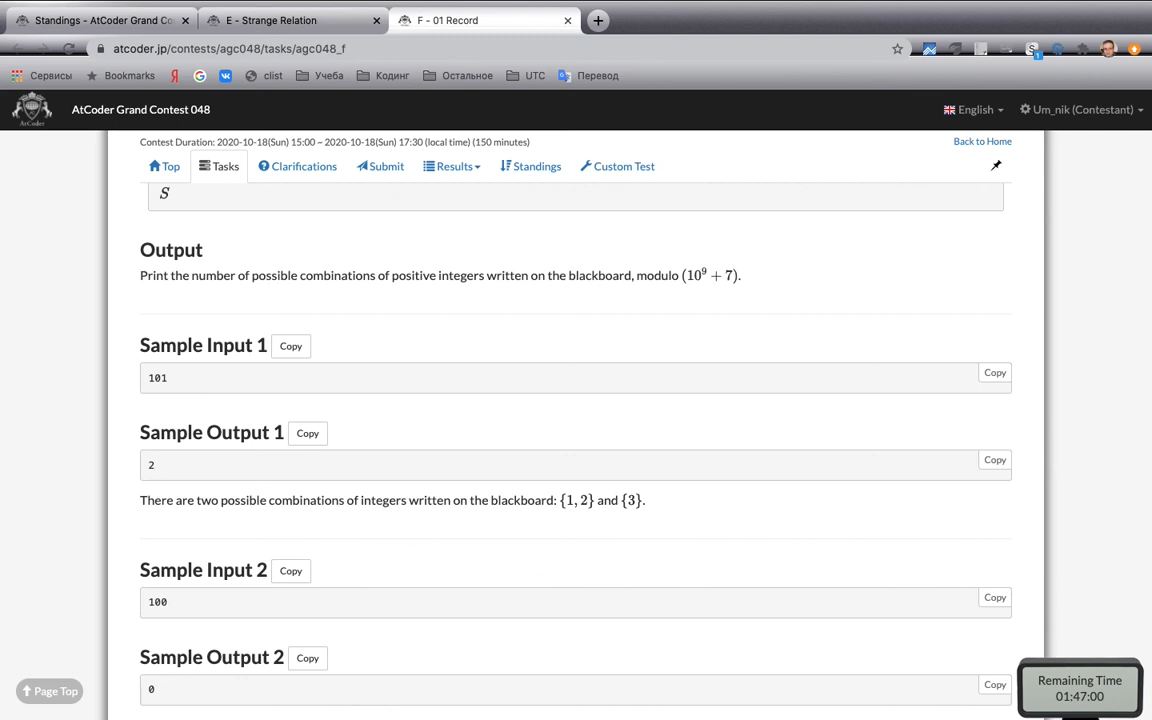 Standings - AtCoder Grand Co
E - Strange Relation
F - 01 Record
atcoder.jp/contests/agc048/tasks/agc048_f
Сервисы
Bookmarks
clist
Учеба
Кодинг
Остальное
UTC
Перевод
AtCoder Grand Contest 048
English
Um_nik (Contestant)
Contest Duration: 2020-10-18(Sun) 15:00 ~ 2020-10-18(Sun) 17:30 (local time) (150 minutes)
Back to Home
Top
Tasks
Clarifications
Submit
Results
Standings
Custom Test
S
Output
Print the number of possible combinations of positive integers written on the blackboard, modulo (10⁹ + 7).
Sample Input 1
Copy
101
Copy
Sample Output 1
Copy
2
Copy
There are two possible combinations of integers written on the blackboard: {1, 2} and {3}.
Sample Input 2
Copy
100
Copy
Sample Output 2
Copy
0
Copy
Page Top
Remaining Time
01:47:00